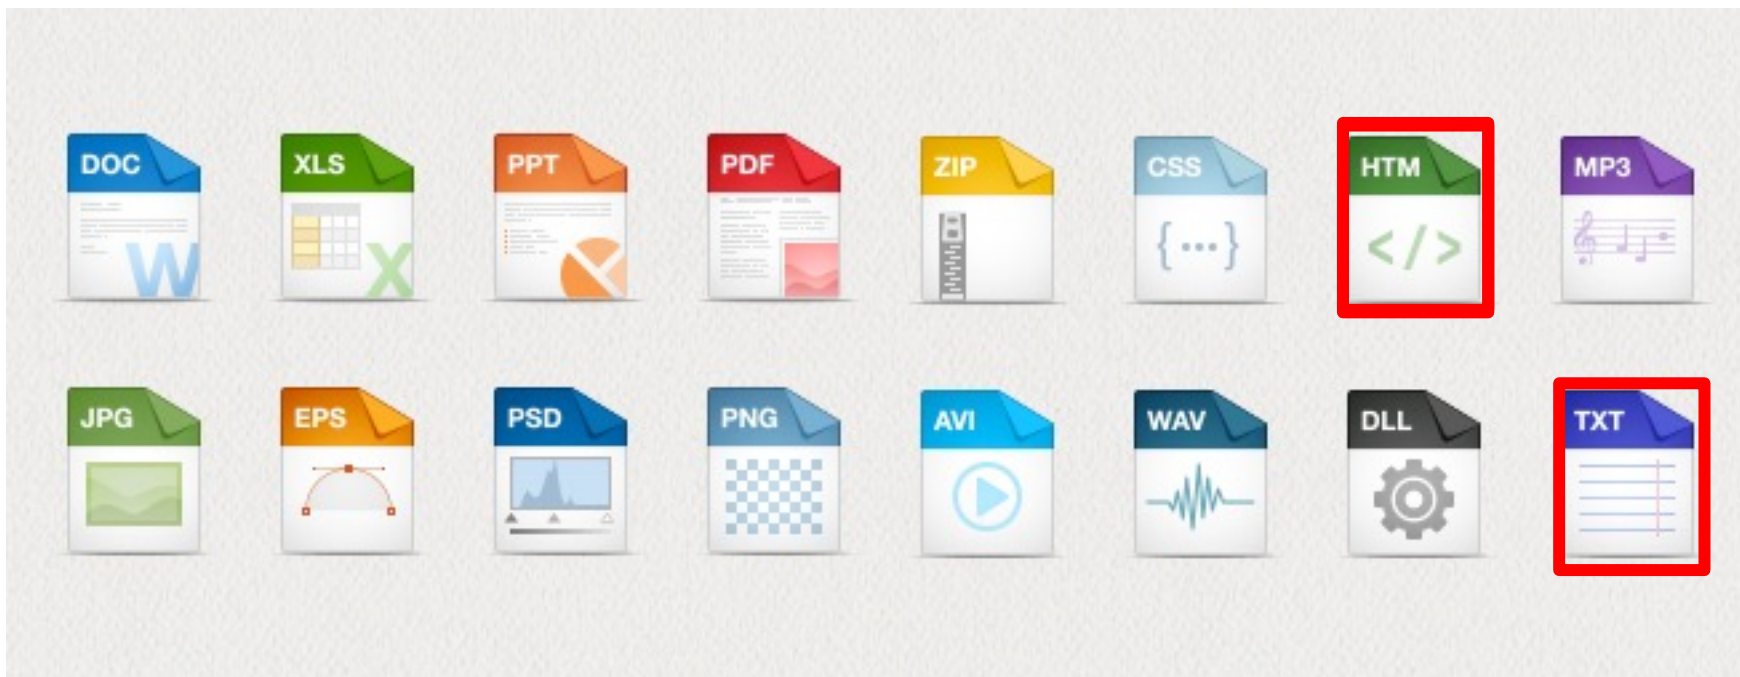 DOC XLS PPT PDF ZIP CSS HTM MP3
W X {...} </>
JPG EPS PSD PNG AVI WAV DLL TXT